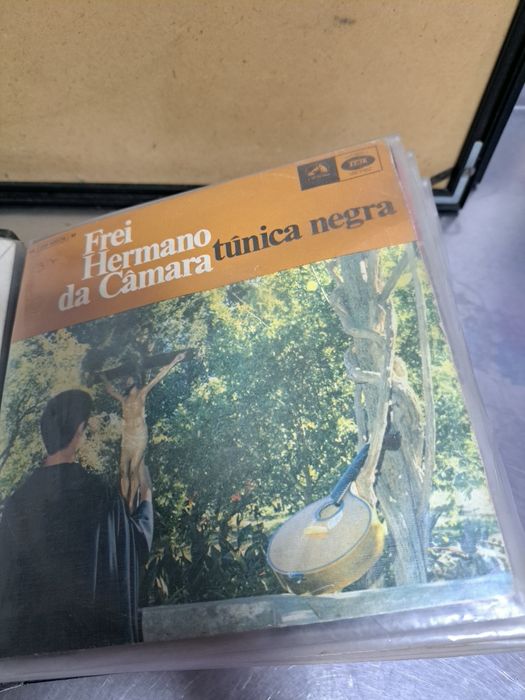 Frei
Hermano
da Câmara
túnica negra